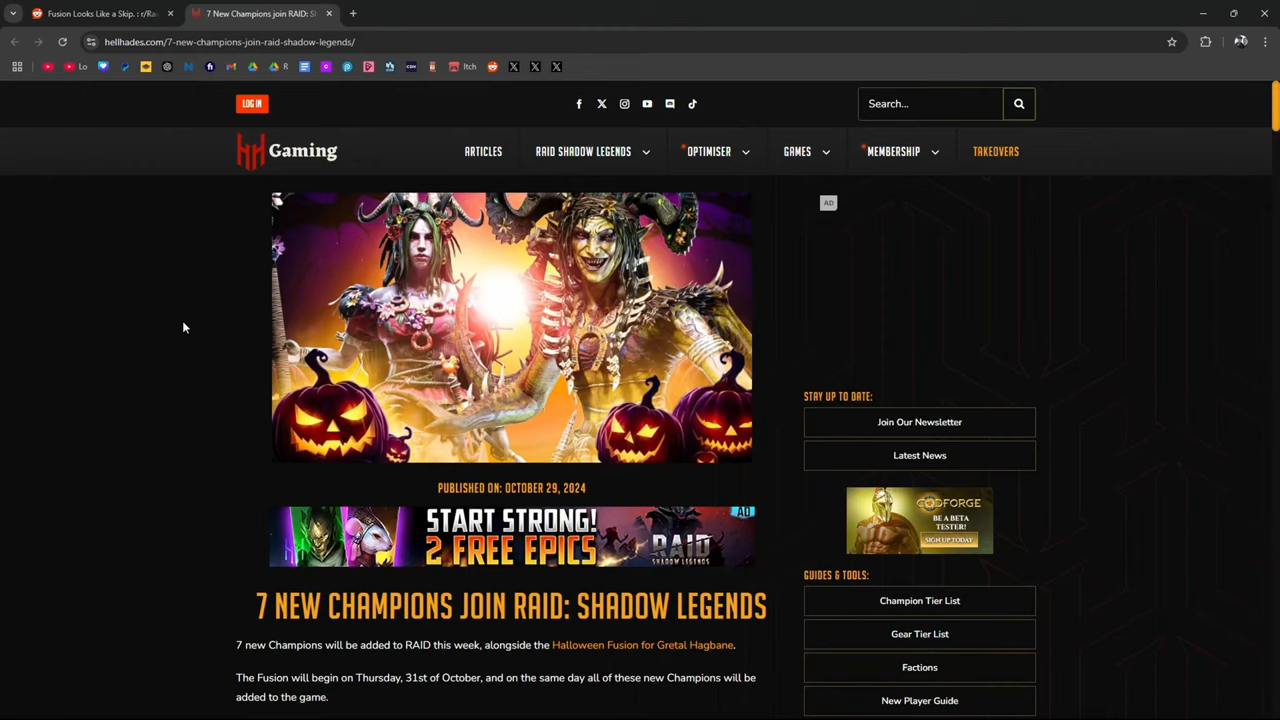 Fusion Looks Like a Skip. : r/Rai
7 New Champions join RAID: S
hellhades.com/7-new-champions-join-raid-shadow-legends/
Lo
R
Itch
LOG IN
Search...
Gaming
ARTICLES
RAID SHADOW LEGENDS
*OPTIMISER
GAMES
*MEMBERSHIP
TAKEOVERS
AD
STAY UP TO DATE:
Join Our Newsletter
Latest News
PUBLISHED ON: OCTOBER 29, 2024
GODFORGE
BE A BETA
TESTER!
SIGN UP TODAY
START STRONG!
2 FREE EPICS
AD
RAID
SHADOW LEGENDS
GUIDES & TOOLS:
Champion Tier List
7 NEW CHAMPIONS JOIN RAID: SHADOW LEGENDS
Gear Tier List
7 new Champions will be added to RAID this week, alongside the Halloween Fusion for Gretal Hagbane.
Factions
The Fusion will begin on Thursday, 31st of October, and on the same day all of these new Champions will be
added to the game.
New Player Guide